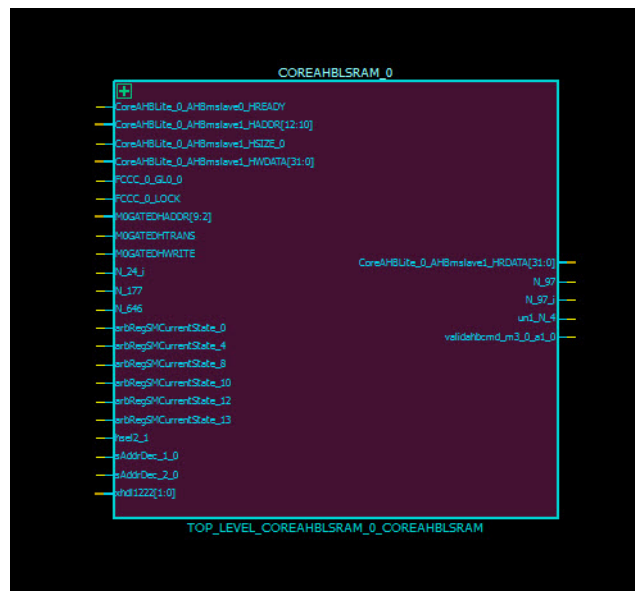 COREAHBLSRAM_0
CoreAHBLite_0_AHBmslave0_HREADY
CoreAHBLite_0_AHBmslave1_HADDR[12:10]
CoreAHBLite_0_AHBmslave1_HSIZE_0
CoreAHBLite_0_AHBmslave1_HWDATA[31:0]
FCCC_0_GL0_0
FCCC_0_LOCK
M0GATEDHADDR[9:2]
M0GATEDHTRANS
M0GATEDHWRITE
N_24_i
N_177
N_646
arbRegSMCurrentState_0
arbRegSMCurrentState_4
arbRegSMCurrentState_8
arbRegSMCurrentState_10
arbRegSMCurrentState_12
arbRegSMCurrentState_13
hsel2_1
sAddrDec_1_0
sAddrDec_2_0
xhdl1222[1:0]
CoreAHBLite_0_AHBmslave1_HRDATA[31:0]
N_97
N_97_i
un1_N_4
validahbcmd_m3_0_a1_0
TOP_LEVEL_COREAHBLSRAM_0_COREAHBLSRAM